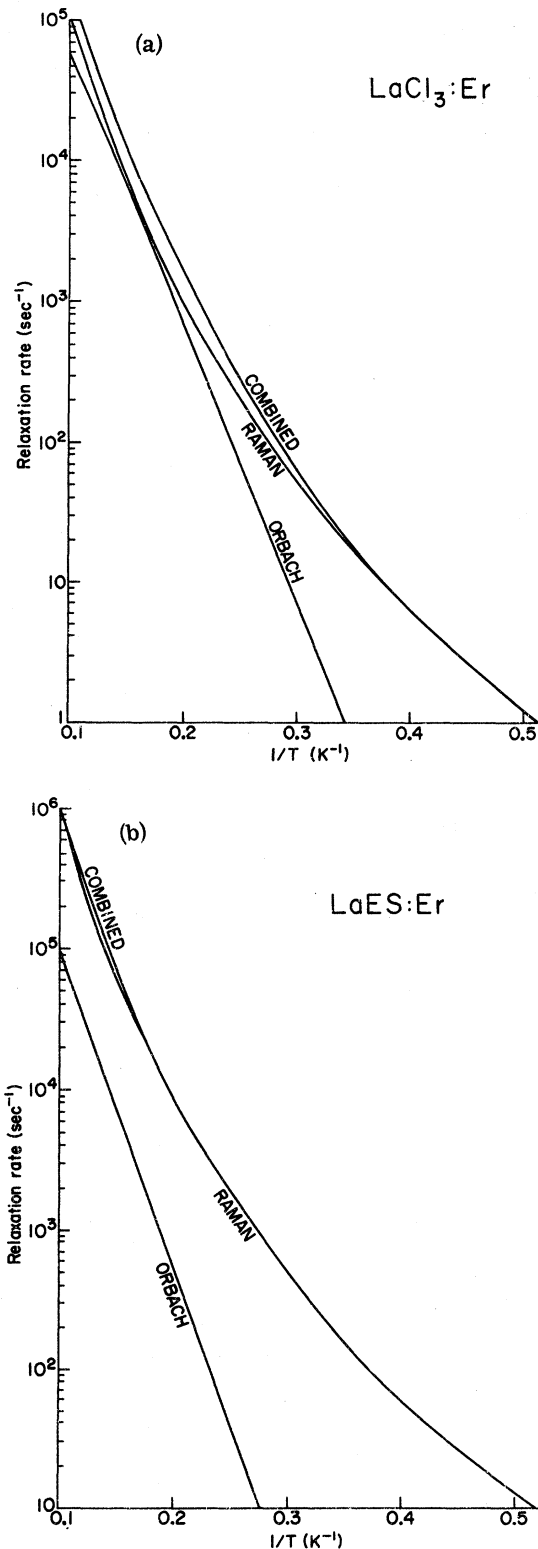 (a)
LaCl3:Er
10^5
10^4
10^3
10^2
10
1
Relaxation rate (sec^-1)
COMBINED
RAMAN
ORBACH
0.1 0.2 0.3 0.4 0.5
1/T (K^-1)
(b)
LaES:Er
10^6
10^5
10^4
10^3
10^2
10
Relaxation rate (sec^-1)
COMBINED
RAMAN
ORBACH
0.1 0.2 0.3 0.4 0.5
1/T (K^-1)